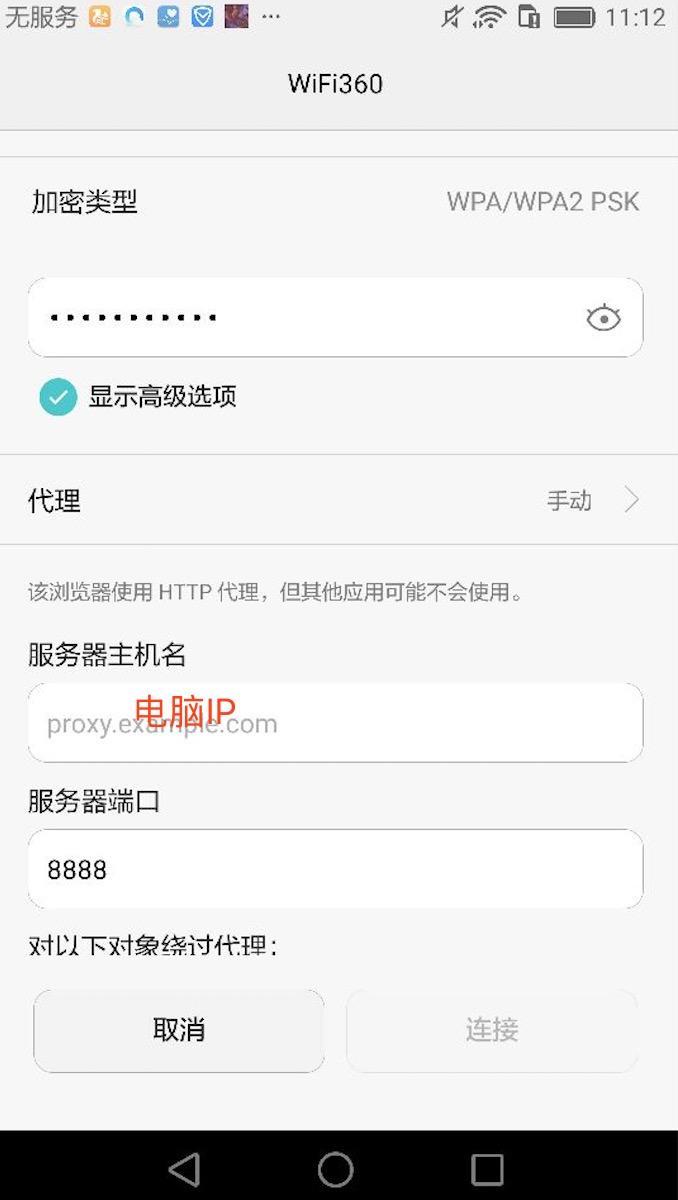 无服务 ... 11:12
WiFi360
加密类型 WPA/WPA2 PSK
•••••••••••
显示高级选项
代理 手动
该浏览器使用 HTTP 代理，但其他应用可能不会使用。
服务器主机名
电脑IP
proxy.example.com
服务器端口
8888
对以下对象绕过代理：
取消 连接